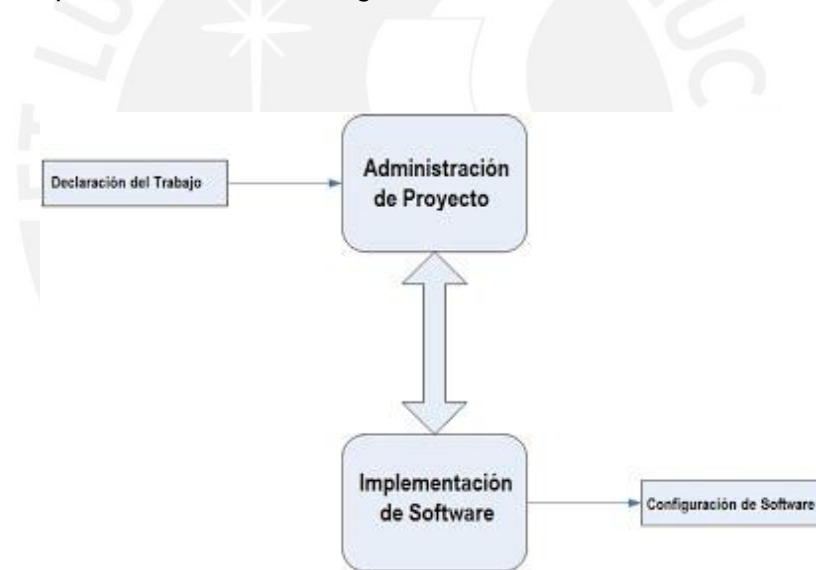 Declaración del Trabajo
Administración
de Proyecto
Implementación
de Software
Configuración de Software